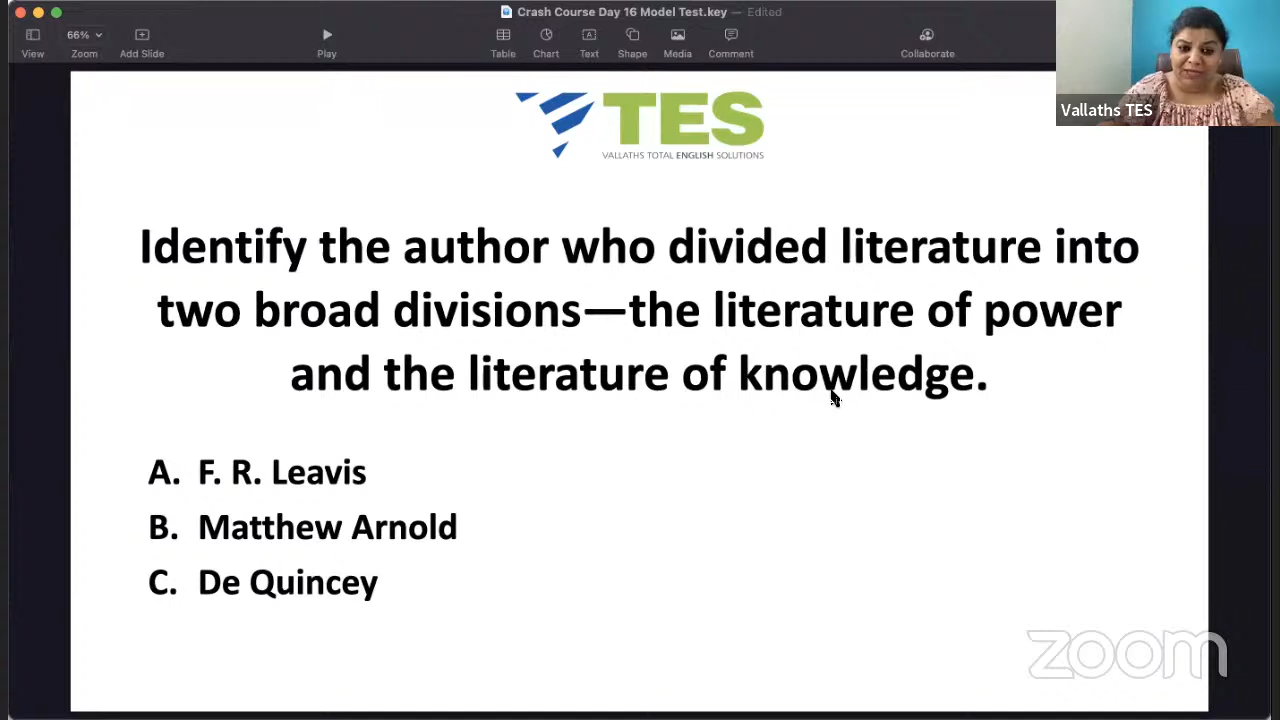 Crash Course Day 16 Model Test.key — Edited
66%
View Zoom Add Slide Play Table Chart Text Shape Media Comment Collaborate
Vallaths TES
TES
VALLATHS TOTAL ENGLISH SOLUTIONS
Identify the author who divided literature into
two broad divisions—the literature of power
and the literature of knowledge.
A. F. R. Leavis
B. Matthew Arnold
C. De Quincey
zoom